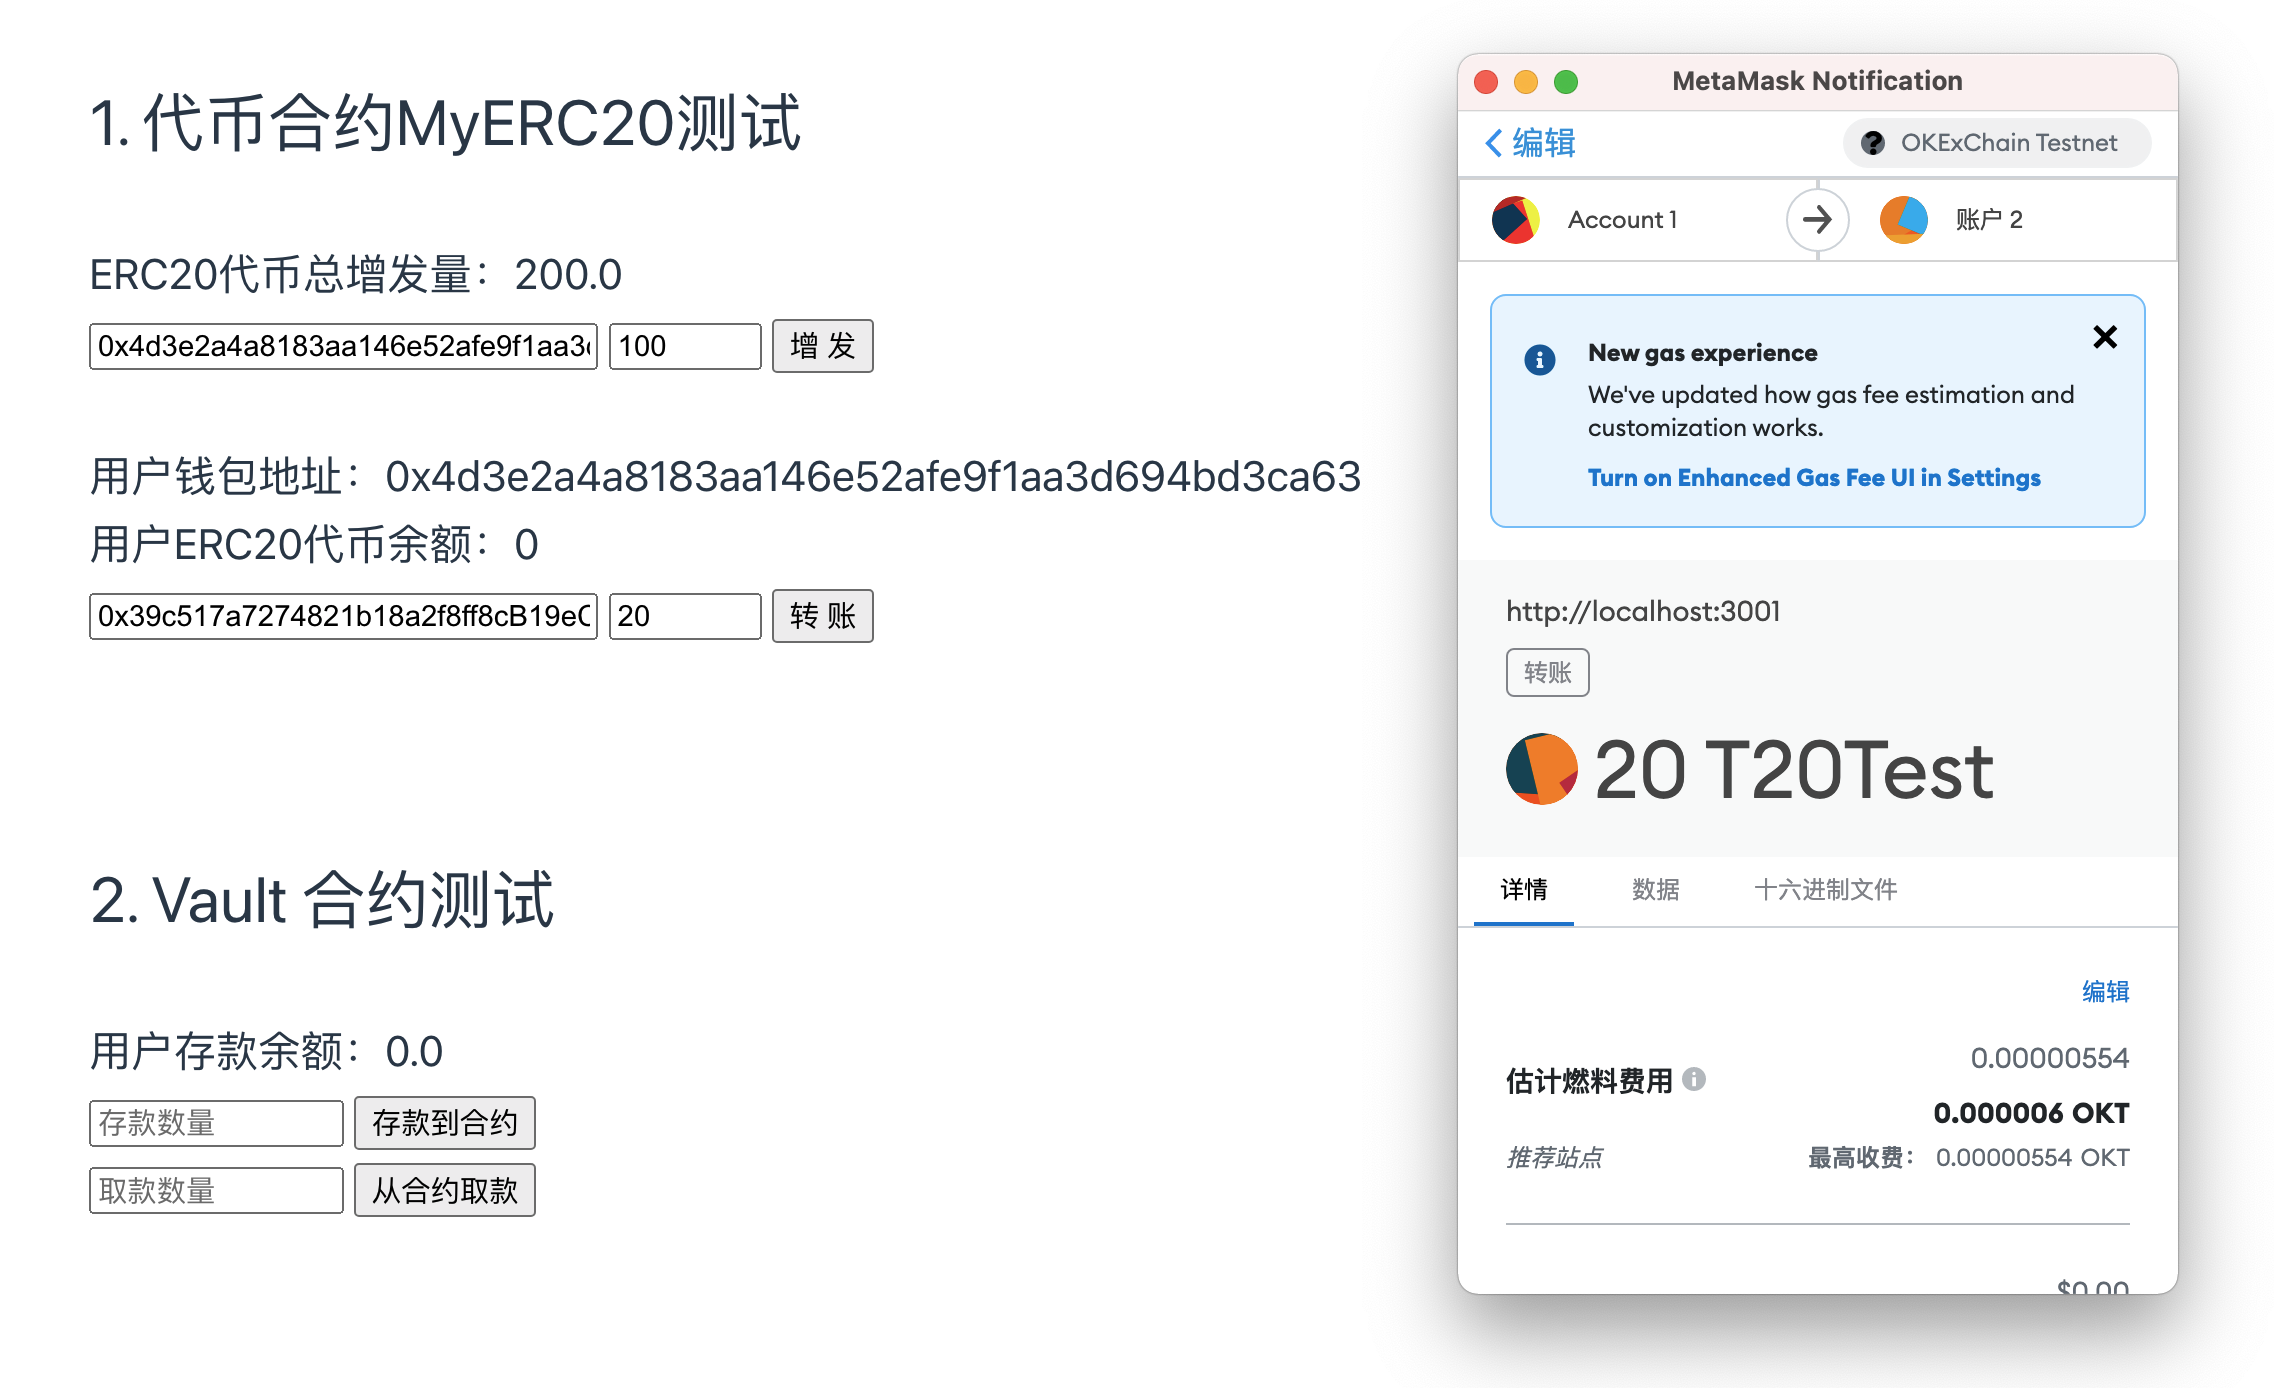 1. 代币合约MyERC20测试
ERC20代币总增发量：200.0
0x4d3e2a4a8183aa146e52afe9f1aa3
100
增 发
用户钱包地址：0x4d3e2a4a8183aa146e52afe9f1aa3d694bd3ca63
用户ERC20代币余额：0
0x39c517a7274821b18a2f8ff8cB19e
20
转 账
2. Vault 合约测试
用户存款余额：0.0
存款数量
存款到合约
取款数量
从合约取款
MetaMask Notification
编辑
OKExChain Testnet
Account 1
账户 2
New gas experience
We've updated how gas fee estimation and
customization works.
Turn on Enhanced Gas Fee UI in Settings
http://localhost:3001
转账
20 T20Test
详情
数据
十六进制文件
编辑
估计燃料费用
0.00000554
0.000006 OKT
推荐站点
最高收费： 0.00000554 OKT
$0.00